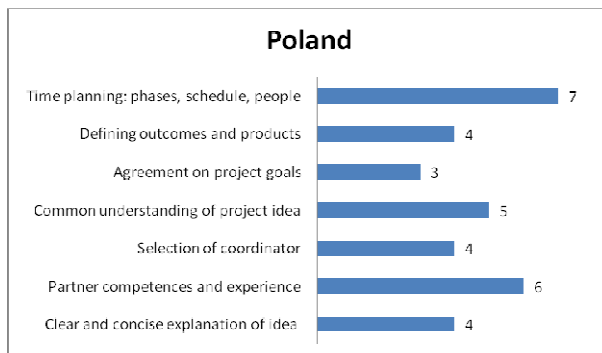 Poland
Time planning: phases, schedule, people 7
Defining outcomes and products 4
Agreement on project goals 3
Common understanding of project idea 5
Selection of coordinator 4
Partner competences and experience 6
Clear and concise explanation of idea 4